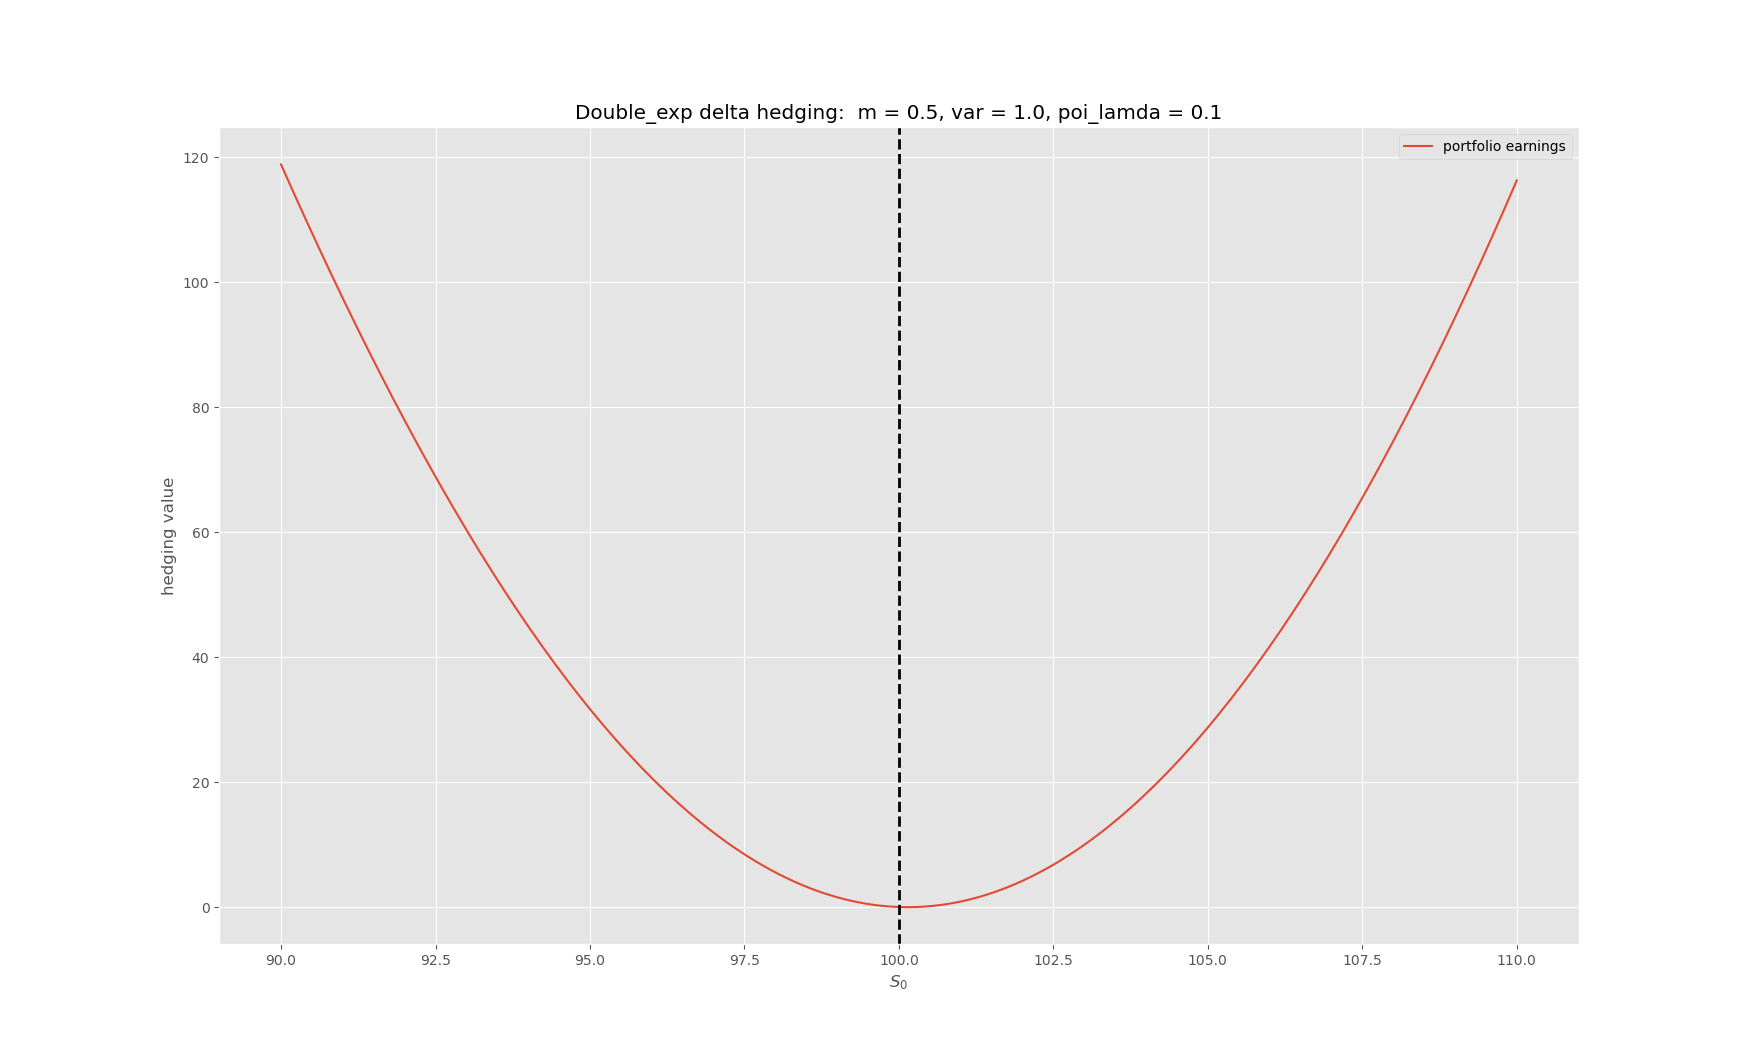 Double_exp delta hedging:  m = 0.5, var = 1.0, poi_lamda = 0.1
portfolio earnings
120
100
80
60
40
20
0
hedging value
90.0 92.5 95.0 97.5 100.0 102.5 105.0 107.5 110.0
S₀